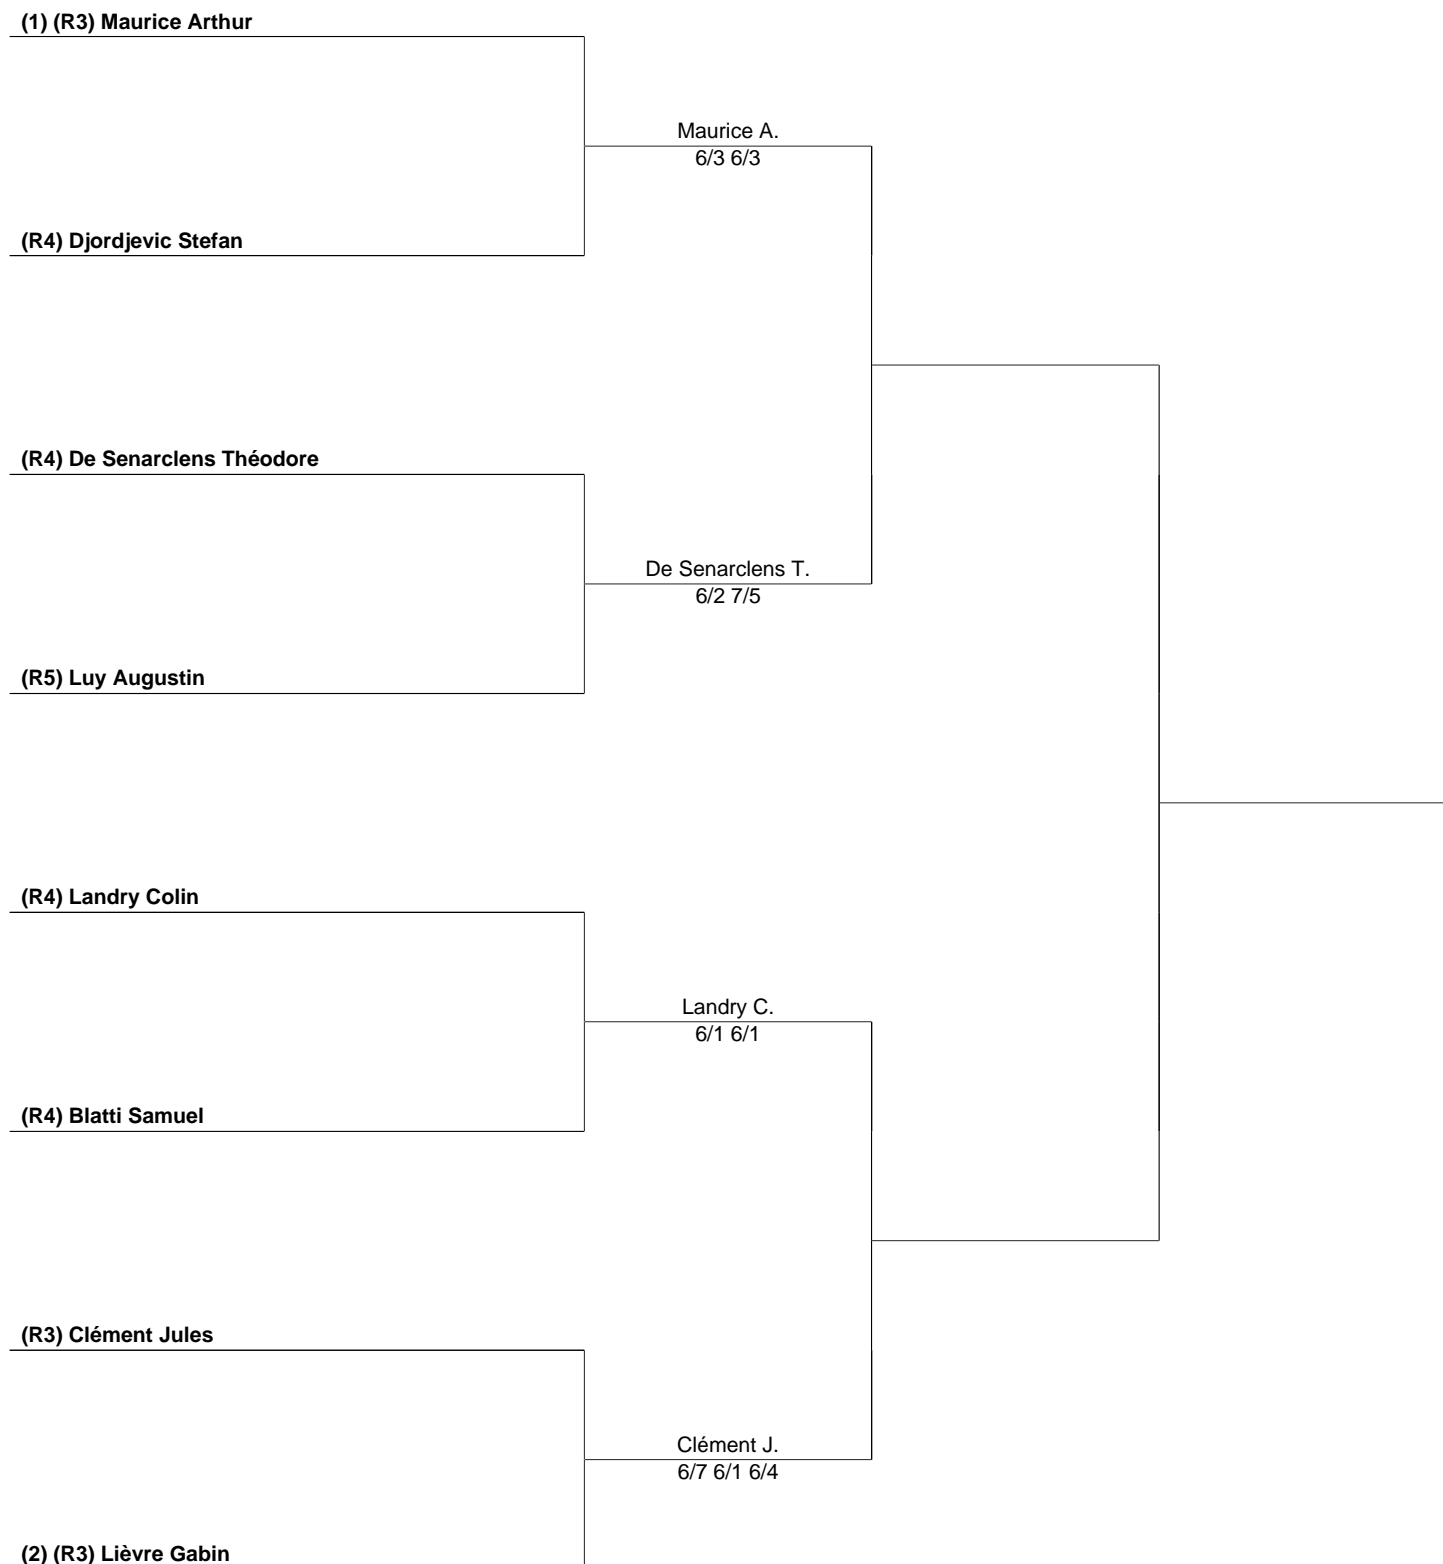 (1) (R3) Maurice Arthur
Maurice A.
6/3 6/3
(R4) Djordjevic Stefan
(R4) De Senarclens Théodore
De Senarclens T.
6/2 7/5
(R5) Luy Augustin
(R4) Landry Colin
Landry C.
6/1 6/1
(R4) Blatti Samuel
(R3) Clément Jules
Clément J.
6/7 6/1 6/4
(2) (R3) Lièvre Gabin